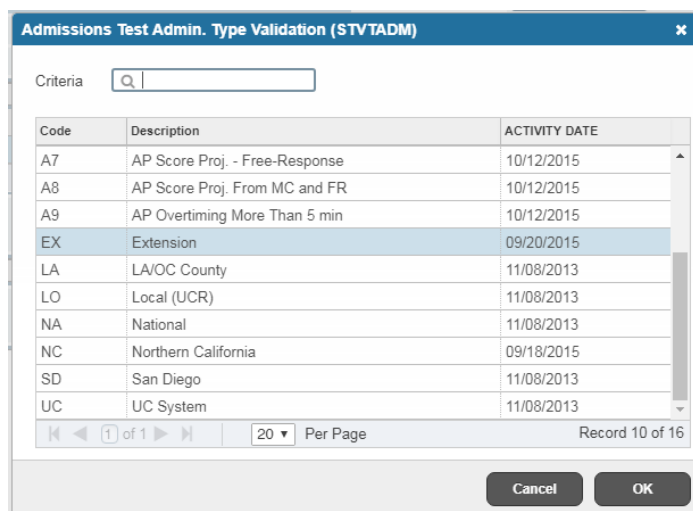 Admissions Test Admin. Type Validation (STVTADM) ×
Criteria
Code Description ACTIVITY DATE
A7 AP Score Proj. - Free-Response 10/12/2015
A8 AP Score Proj. From MC and FR 10/12/2015
A9 AP Overtiming More Than 5 min 10/12/2015
EX Extension 09/20/2015
LA LA/OC County 11/08/2013
LO Local (UCR) 11/08/2013
NA National 11/08/2013
NC Northern California 09/18/2015
SD San Diego 11/08/2013
UC UC System 11/08/2013
1 of 1 20 Per Page Record 10 of 16
Cancel OK